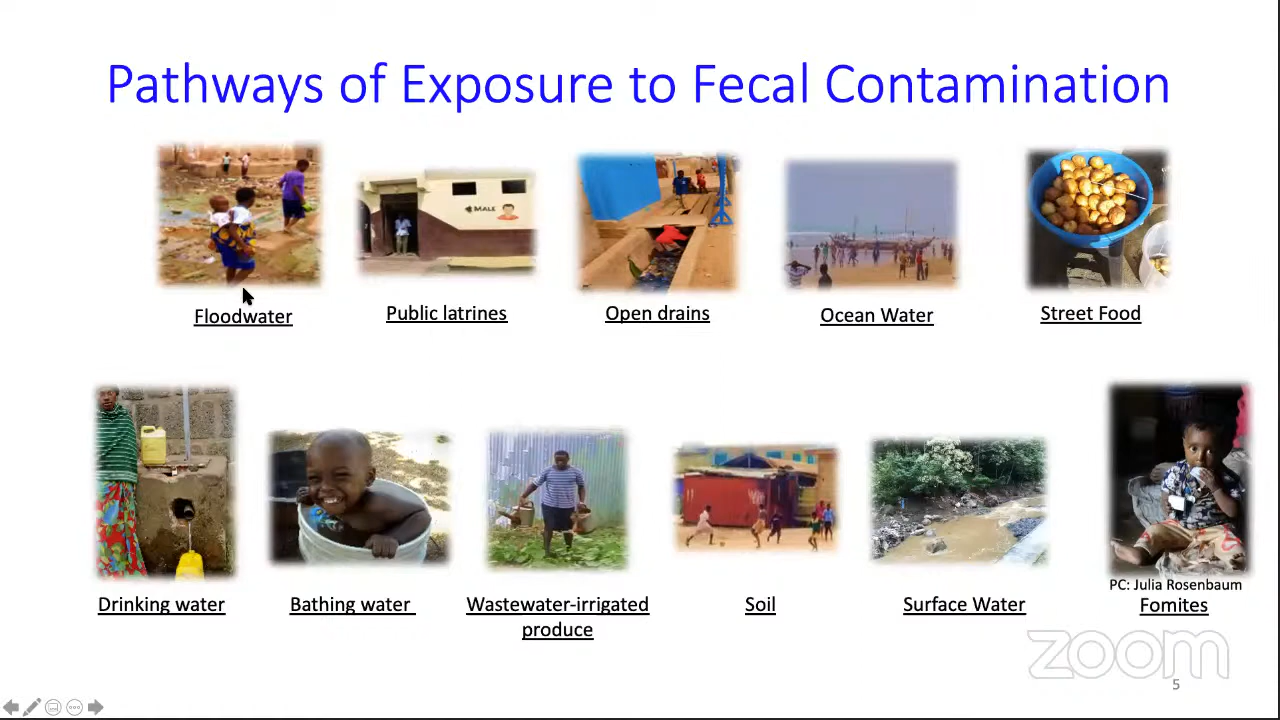 Pathways of Exposure to Fecal Contamination
MALE
Floodwater
Public latrines
Open drains
Ocean Water
Street Food
PC: Julia Rosenbaum
Drinking water
Bathing water
Wastewater-irrigated
produce
Soil
Surface Water
Fomites
zoom
5